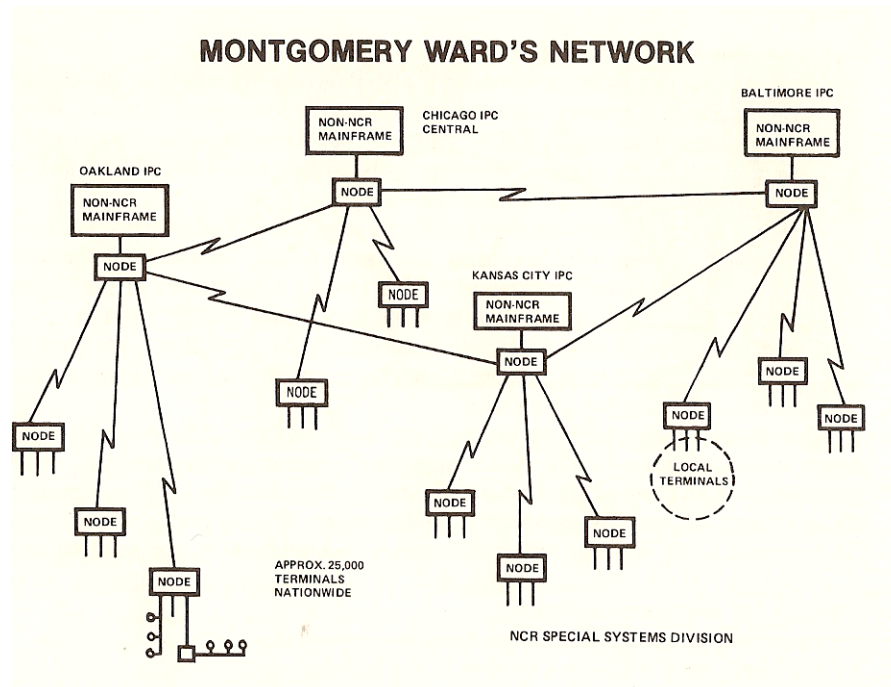 MONTGOMERY WARD'S NETWORK
BALTIMORE IPC
NON-NCR
MAINFRAME
NODE
CHICAGO IPC
CENTRAL
NON-NCR
MAINFRAME
NODE
OAKLAND IPC
NON-NCR
MAINFRAME
NODE
KANSAS CITY IPC
NON-NCR
MAINFRAME
NODE
NODE
NODE
NODE
NODE
NODE
LOCAL
TERMINALS
NODE
NODE
NODE
NODE
NODE
NODE
NODE
APPROX. 25,000
TERMINALS
NATIONWIDE
NCR SPECIAL SYSTEMS DIVISION